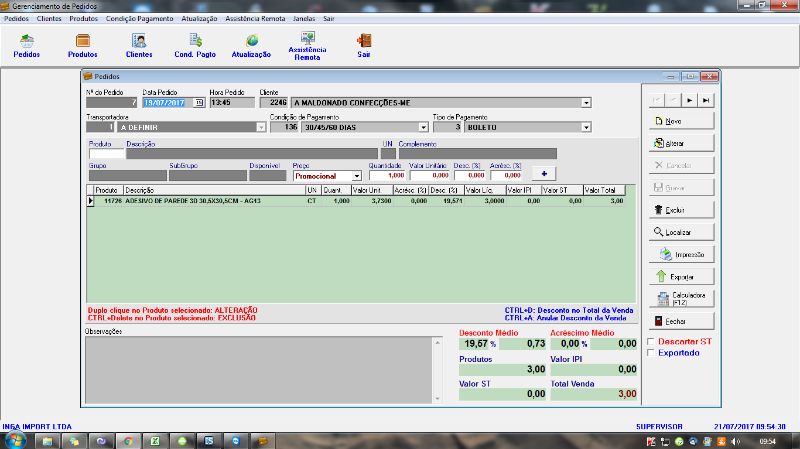 Gerenciamento de Pedidos
Pedidos Clientes Produtos Condição Pagamento Atualização Assistência Remota Janelas Sair
Pedidos Produtos Clientes Cond. Pagto Atualização Assistência Remota Sair
Pedidos
Nº do Pedido Data Pedido Hora Pedido Cliente
7 19/07/2017 13:45 2246 A MALDONADO CONFECÇÕES-ME
Transportadora Condição de Pagamento Tipo de Pagamento
1 A DEFINIR 136 30/45/60 DIAS 3 BOLETO
Produto Descrição UN Complemento
Grupo SubGrupo Disponível Preço Quantidade Valor Unitário Desc. (%) Acrésc. (%)
Promocional 1,000 0,000 0,000 0,000 +
Produto Descrição UN Quant. Valor Unit. Acrésc. (%) Desc. (%) Valor Líq. Valor IPI Valor ST Valor Total
11726 ADESIVO DE PAREDE 3D 30,5X30,5CM - AG13 CT 1,000 3,7300 0,000 19,571 3,0000 0,00 0,00 3,00
Duplo clique no Produto selecionado: ALTERAÇÃO CTRL+D: Desconto no Total da Venda
CTRL+Delete no Produto selecionado: EXCLUSÃO CTRL+A: Anular Desconto da Venda
Observações
Desconto Médio Acréscimo Médio
19,57 % 0,73 0,00 % 0,00
Produtos Valor IPI
3,00 0,00
Valor ST Total Venda
0,00 3,00
Novo
Alterar
Cancelar
Gravar
Excluir
Localizar
Impressão
Exportar
Calculadora
(F12)
Fechar
Descartar ST
Exportado
INGA IMPORT LTDA SUPERVISOR 21/07/2017 09:54:30
09:54